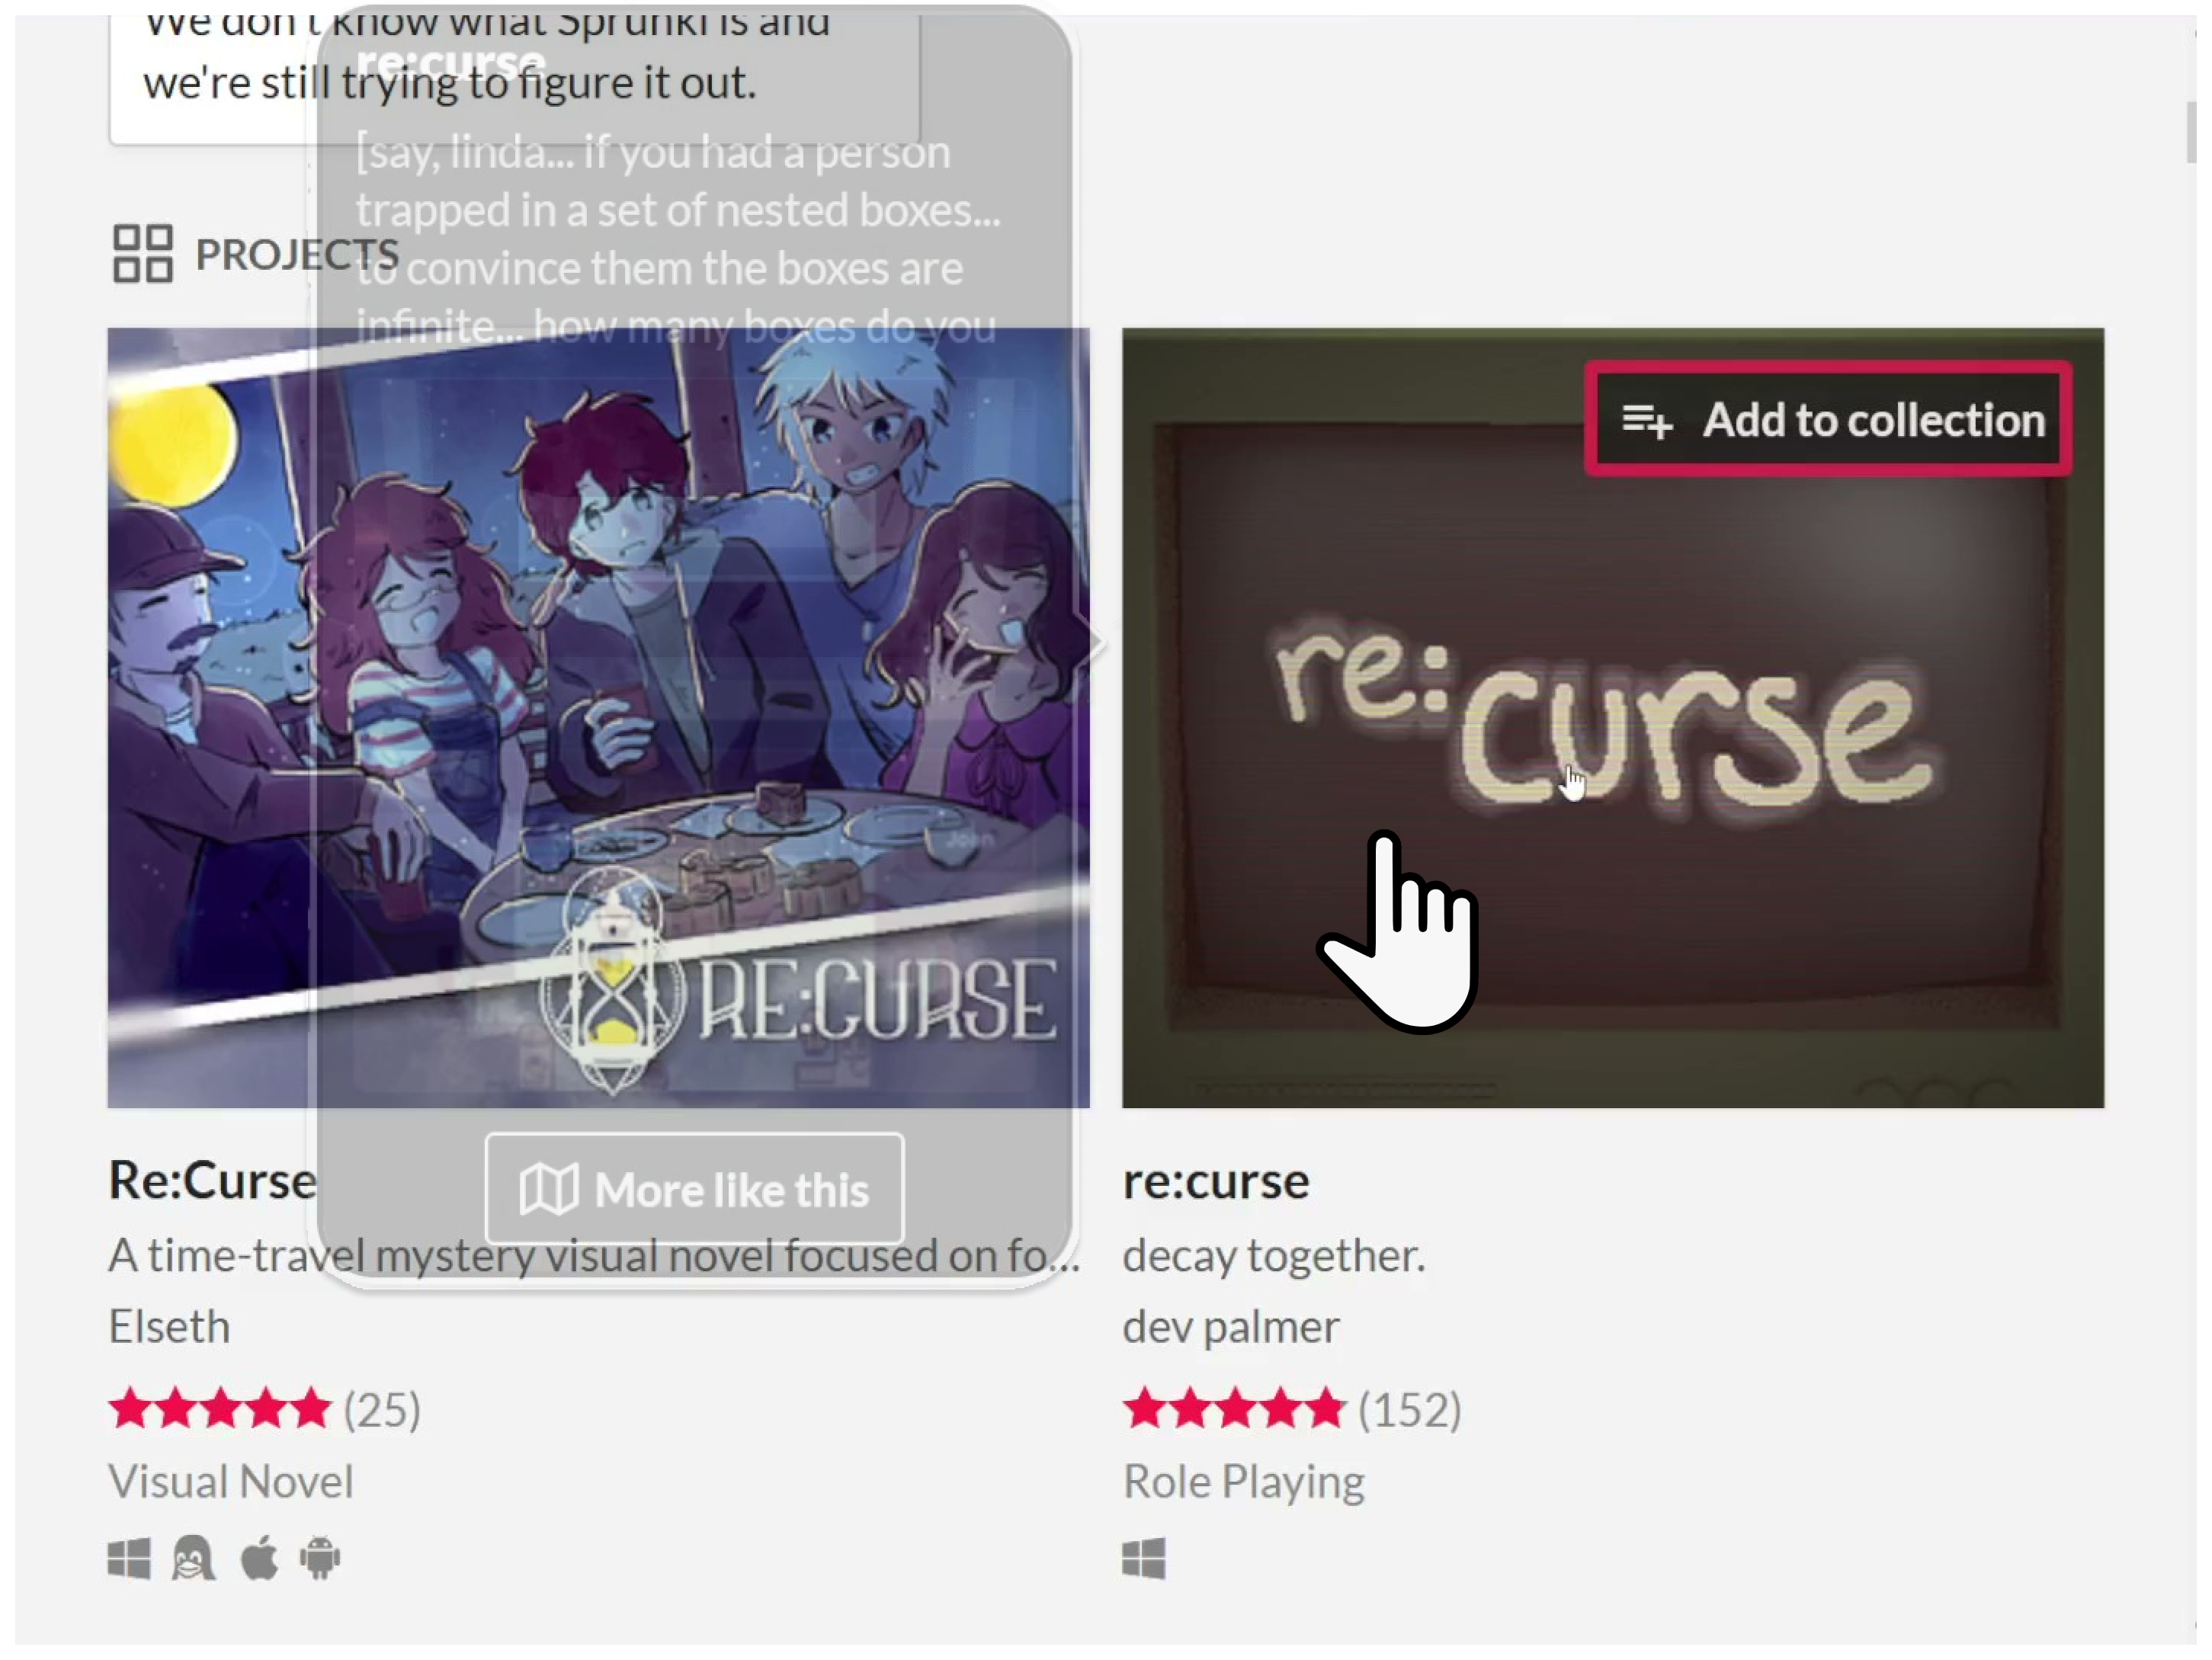 We don't know what Sprunki is and
we're still trying to figure it out.
re:curse
[say, linda... if you had a person
trapped in a set of nested boxes...
to convince them the boxes are
infinite... how many boxes do you
PROJECTS
John
RE:CURSE
More like this
Add to collection
re:curse
Re:Curse
A time-travel mystery visual novel focused on fo...
Elseth
(25)
Visual Novel
re:curse
decay together.
dev palmer
(152)
Role Playing